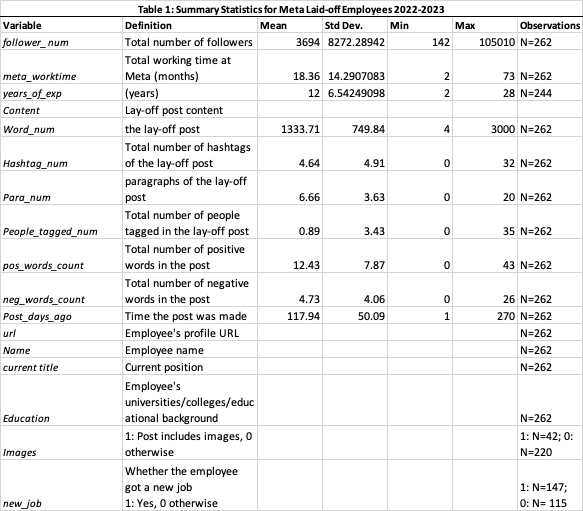 Table 1: Summary Statistics for Meta Laid-off Employees 2022-2023
Variable Definition Mean Std Dev. Min Max Observations
follower_num Total number of followers 3694 8272.28942 142 105010 N=262
Total working time at
meta_worktime Meta (months) 18.36 14.2907083 2 73 N=262
years_of_exp (years) 12 6.54249098 2 28 N=244
Content Lay-off post content
Word_num the lay-off post 1333.71 749.84 4 3000 N=262
Total number of hashtags
Hashtag_num of the lay-off post 4.64 4.91 0 32 N=262
paragraphs of the lay-off
Para_num post 6.66 3.63 0 20 N=262
Total number of people
People_tagged_num tagged in the lay-off post 0.89 3.43 0 35 N=262
Total number of positive
pos_words_count words in the post 12.43 7.87 0 43 N=262
Total number of negative
neg_words_count words in the post 4.73 4.06 0 26 N=262
Post_days_ago Time the post was made 117.94 50.09 1 270 N=262
url Employee's profile URL N=262
Name Employee name N=262
current title Current position N=262
Employee's
universities/colleges/educ
Education ational background N=262
1: Post includes images, 0 1: N=42; 0:
Images otherwise N=220
Whether the employee
got a new job 1: N=147;
new_job 1: Yes, 0 otherwise 0: N= 115